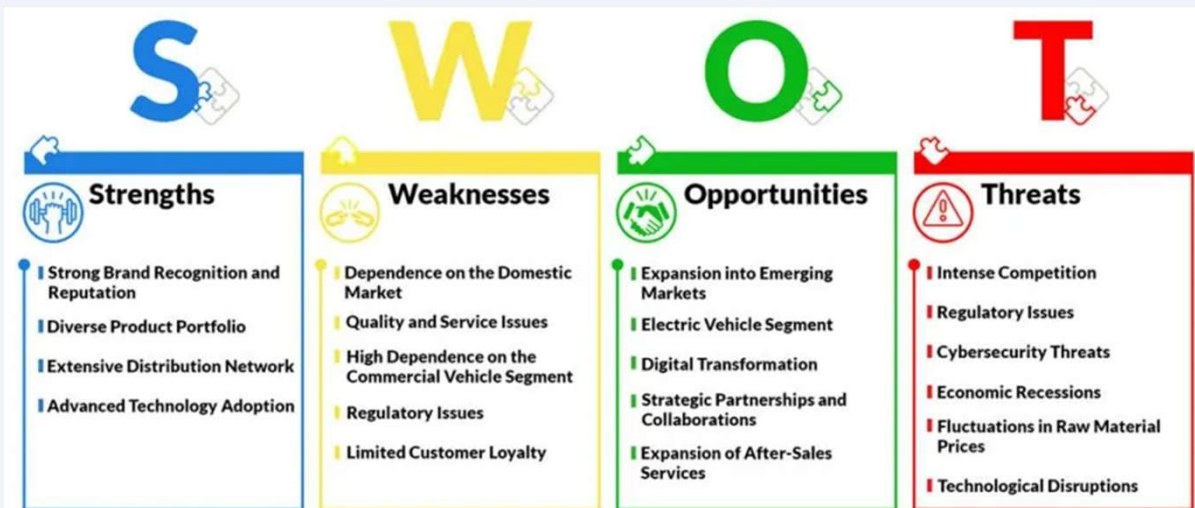 S
W
O
T
Strengths
Strong Brand Recognition and
Reputation
Diverse Product Portfolio
Extensive Distribution Network
Advanced Technology Adoption
Weaknesses
Dependence on the Domestic
Market
Quality and Service Issues
High Dependence on the
Commercial Vehicle Segment
Regulatory Issues
Limited Customer Loyalty
Opportunities
Expansion into Emerging
Markets
Electric Vehicle Segment
Digital Transformation
Strategic Partnerships and
Collaborations
Expansion of After-Sales
Services
Threats
Intense Competition
Regulatory Issues
Cybersecurity Threats
Economic Recessions
Fluctuations in Raw Material
Prices
Technological Disruptions